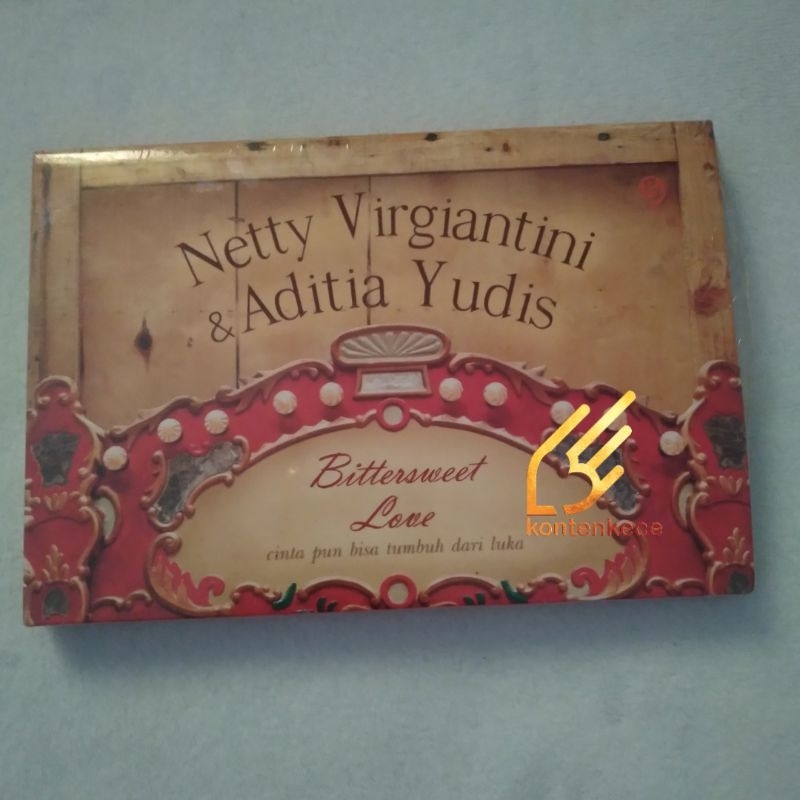 Netty Virgiantini
& Aditia Yudis
Bittersweet
Love
cinta pun bisa tumbuh dari luka
kontenkece